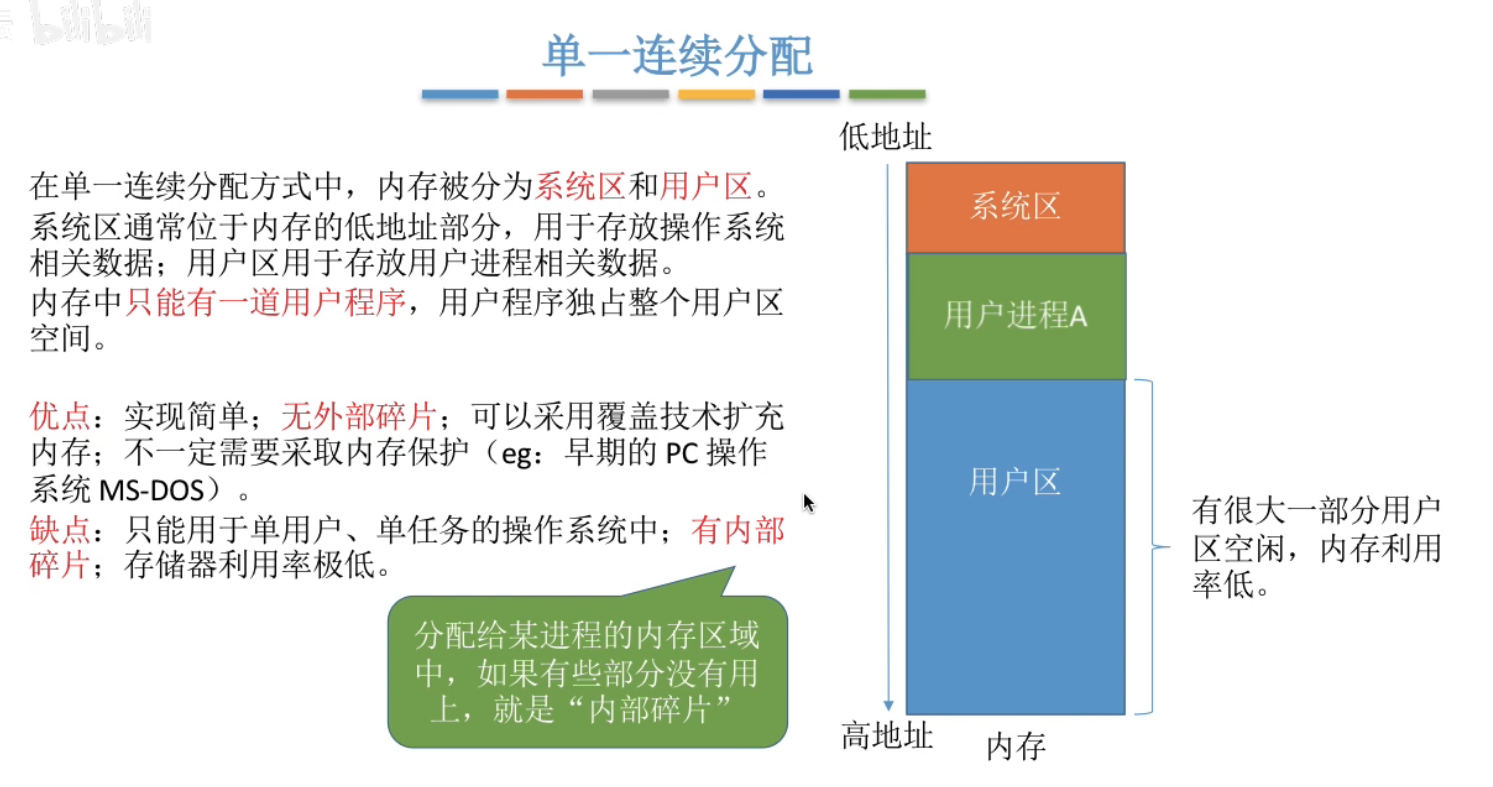 bilibili
单一连续分配
低地址
在单一连续分配方式中，内存被分为系统区和用户区。
系统区通常位于内存的低地址部分，用于存放操作系统
相关数据；用户区用于存放用户进程相关数据。
内存中只能有一道用户程序，用户程序独占整个用户区
空间。
优点：实现简单；无外部碎片；可以采用覆盖技术扩充
内存；不一定需要采取内存保护（eg：早期的 PC 操作
系统 MS-DOS）。
缺点：只能用于单用户、单任务的操作系统中；有内部
碎片；存储器利用率极低。
分配给某进程的内存区域
中，如果有些部分没有用
上，就是“内部碎片”
系统区
用户进程A
用户区
有很大一部分用户
区空闲，内存利用
率低。
高地址
内存